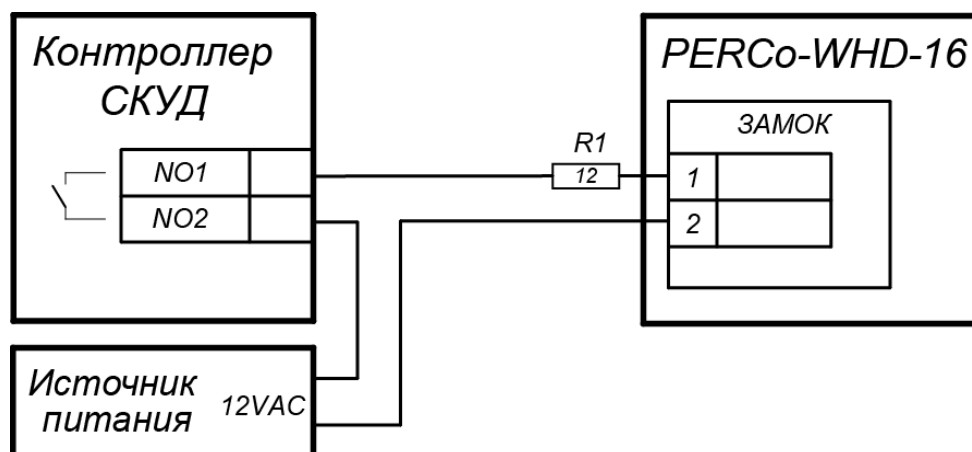 Контроллер
СКУД
NO1
NO2
Источник
питания
12VAC
R1
12
PERCo-WHD-16
ЗАМОК
1
2